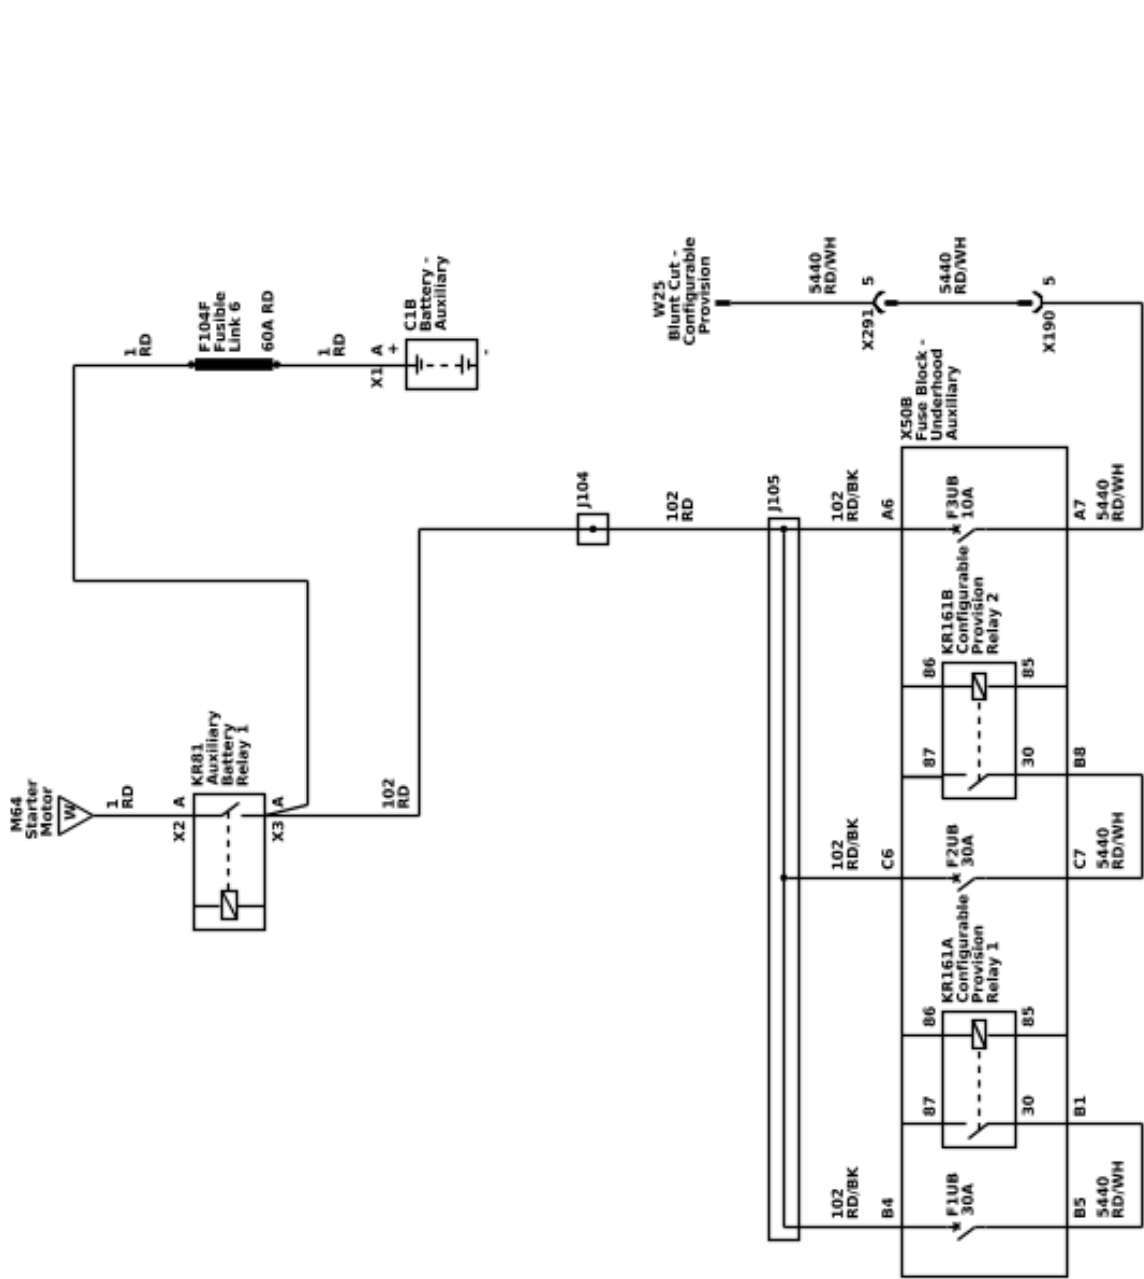 M64
Starter
Motor
W
1
RD
X2
A
KR81
Auxiliary
Battery
Relay 1
X3
A
102
RD
1
RD
F104F
Fusible
Link 6
60A RD
1
RD
X1
A
+
C1B
Battery -
Auxiliary
-
J104
102
RD
J105
W25
Blunt Cut -
Configurable
Provision
5440
RD/WH
X291
5
5440
RD/WH
X190
5
102
RD/BK
B4
102
RD/BK
C6
102
RD/BK
A6
X50B
Fuse Block -
Underhood
Auxiliary
F1UB
30A
87
86
KR161A
Configurable
Provision
Relay 1
30
85
F2UB
30A
87
86
KR161B
Configurable
Provision
Relay 2
30
85
F3UB
10A
B5
B1
C7
B8
A7
5440
RD/WH
5440
RD/WH
5440
RD/WH